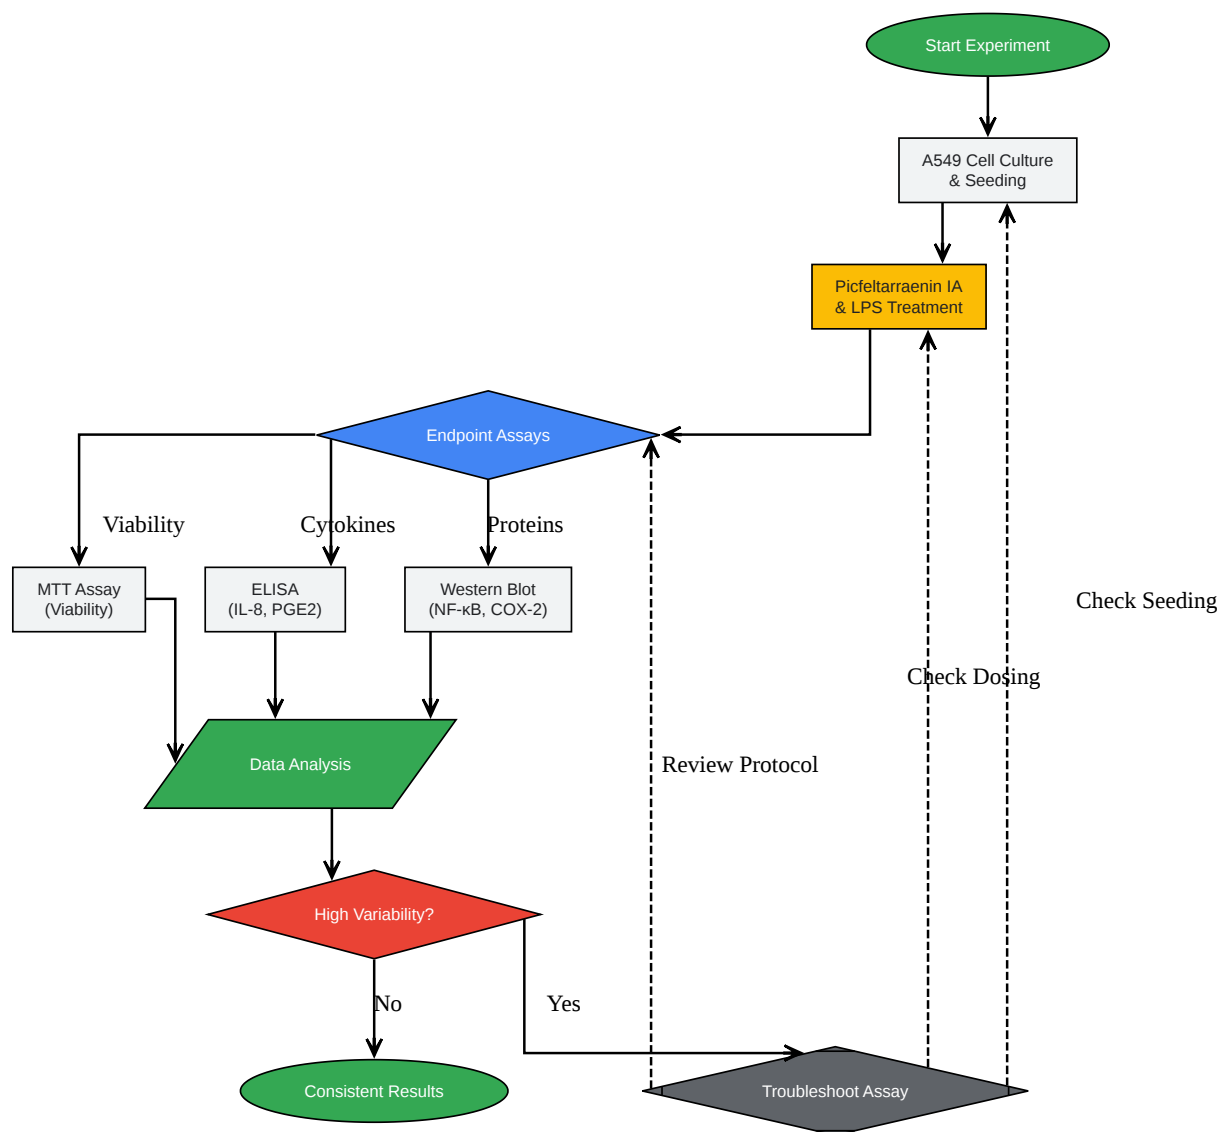 Start Experiment
A549 Cell Culture
& Seeding
Picfeltarraenin IA
& LPS Treatment
Endpoint Assays
Viability
Cytokines
Proteins
MTT Assay
(Viability)
ELISA
(IL-8, PGE2)
Western Blot
(NF-κB, COX-2)
Check Seeding
Check Dosing
Review Protocol
Data Analysis
High Variability?
No
Yes
Consistent Results
Troubleshoot Assay